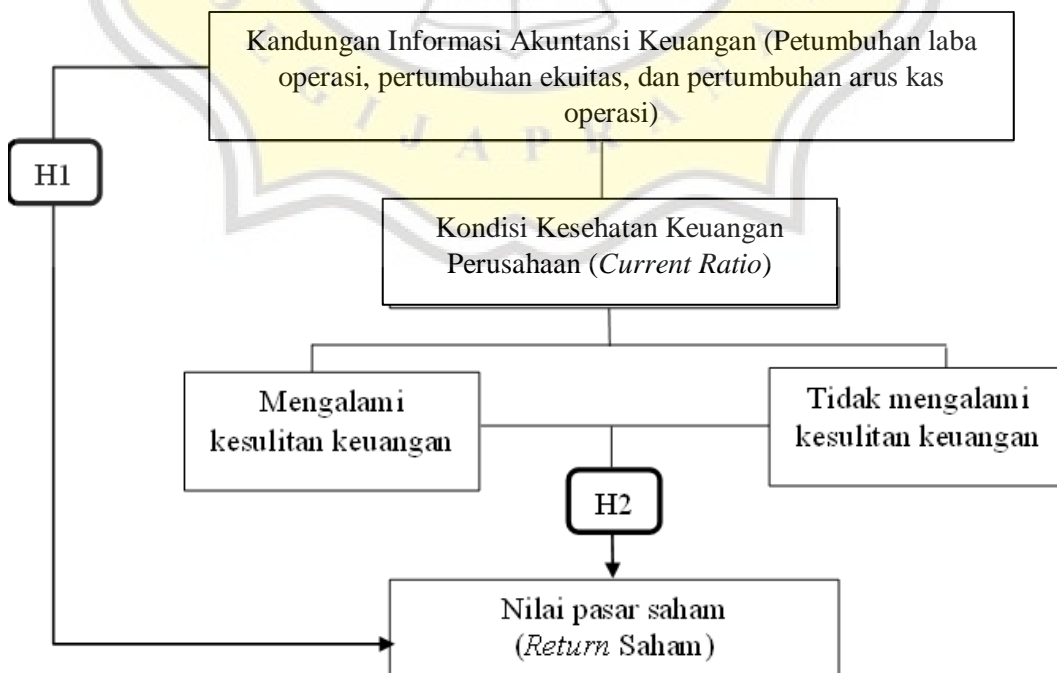 Kandungan Informasi Akuntansi Keuangan (Petumbuhan laba
operasi, pertumbuhan ekuitas, dan pertumbuhan arus kas
operasi)
H1
Kondisi Kesehatan Keuangan
Perusahaan (Current Ratio)
Mengalami
kesulitan keuangan
Tidak mengalami
kesulitan keuangan
H2
Nilai pasar saham
(Return Saham)